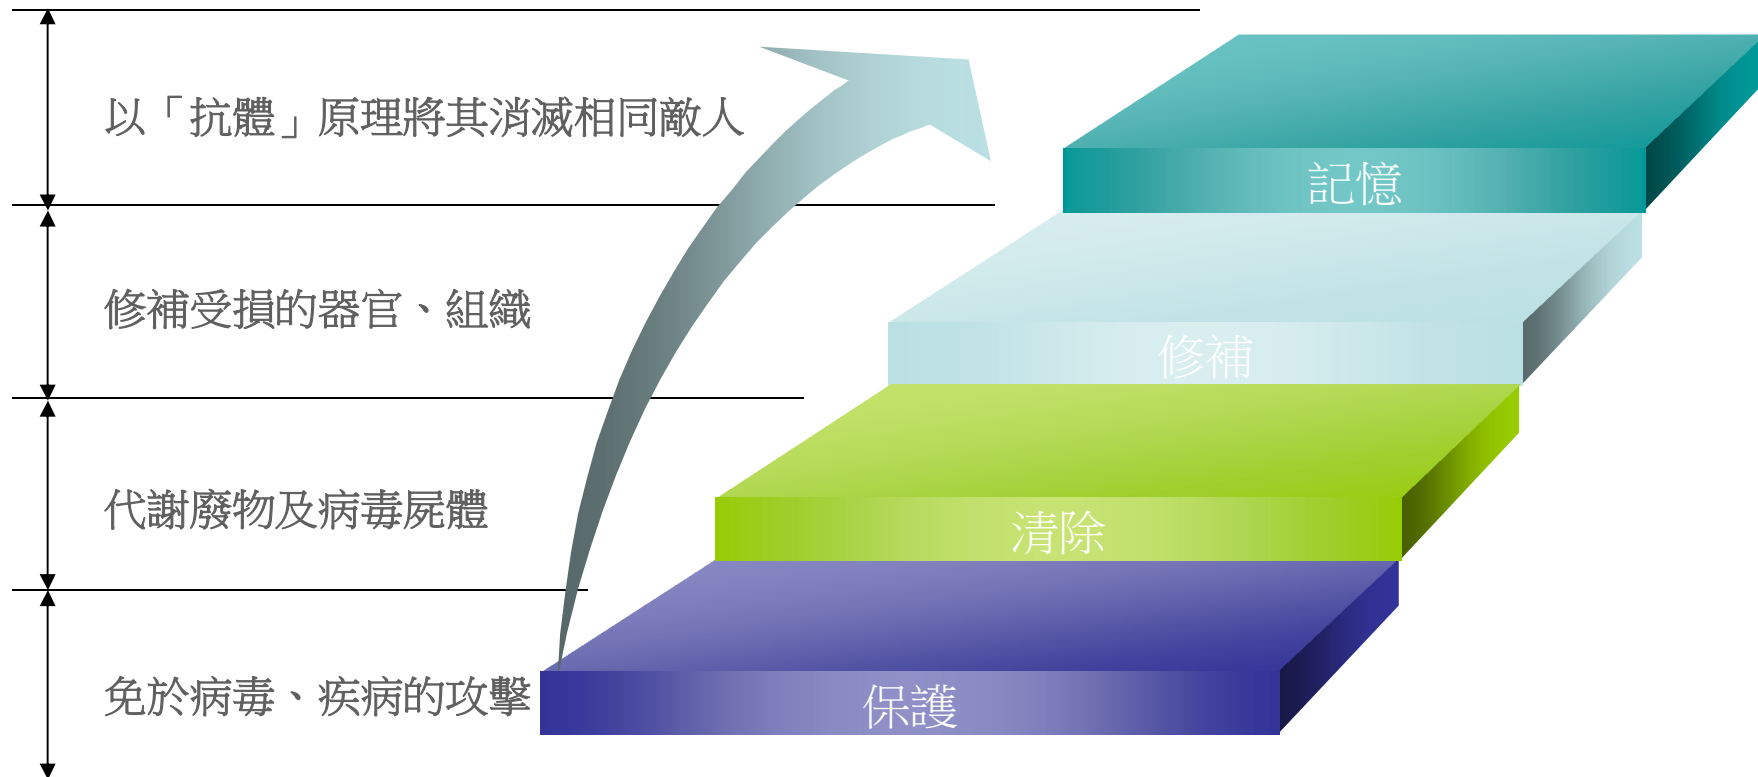 以「抗體」原理將其消滅相同敵人
記憶
修補受損的器官、組織
修補
代謝廢物及病毒屍體
清除
免於病毒、疾病的攻擊
保護